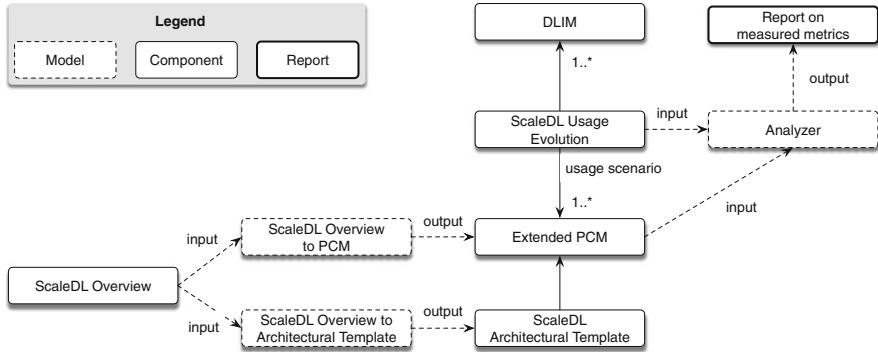 Legend
Model
Component
Report
DLIM
Report on
measured metrics
1..*
output
ScaleDL Usage
Evolution
input
Analyzer
usage scenario
1..*
input
ScaleDL Overview
to PCM
output
Extended PCM
input
ScaleDL Overview
input
ScaleDL Overview to
Architectural Template
output
ScaleDL
Architectural Template